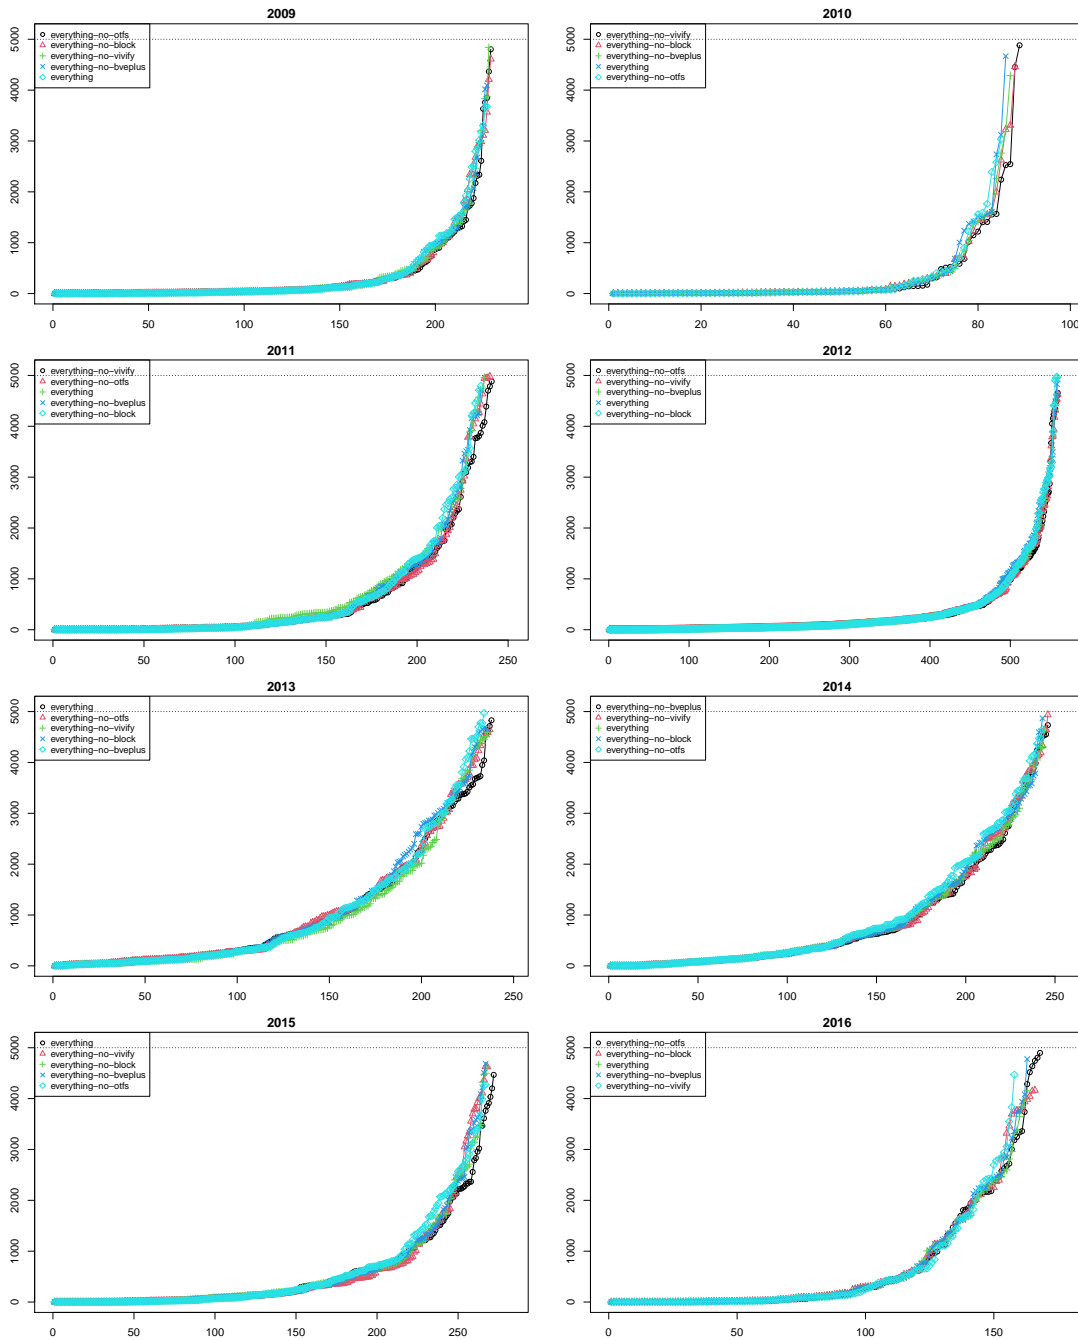 2009
everything-no-otfs
everything-no-block
everything-no-vivify
everything-no-bveplus
everything
0 1000 2000 3000 4000 5000
0 50 100 150 200
2010
everything-no-vivify
everything-no-block
everything-no-bveplus
everything
everything-no-otfs
0 1000 2000 3000 4000 5000
0 20 40 60 80 100
2011
everything-no-vivify
everything-no-otfs
everything
everything-no-bveplus
everything-no-block
0 1000 2000 3000 4000 5000
0 50 100 150 200 250
2012
everything-no-otfs
everything-no-vivify
everything-no-bveplus
everything
everything-no-block
0 1000 2000 3000 4000 5000
0 100 200 300 400 500
2013
everything
everything-no-otfs
everything-no-vivify
everything-no-block
everything-no-bveplus
0 1000 2000 3000 4000 5000
0 50 100 150 200 250
2014
everything-no-bveplus
everything-no-vivify
everything
everything-no-block
everything-no-otfs
0 1000 2000 3000 4000 5000
0 50 100 150 200 250
2015
everything
everything-no-vivify
everything-no-block
everything-no-bveplus
everything-no-otfs
0 1000 2000 3000 4000 5000
0 50 100 150 200 250
2016
everything-no-otfs
everything-no-block
everything
everything-no-bveplus
everything-no-vivify
0 1000 2000 3000 4000 5000
0 50 100 150